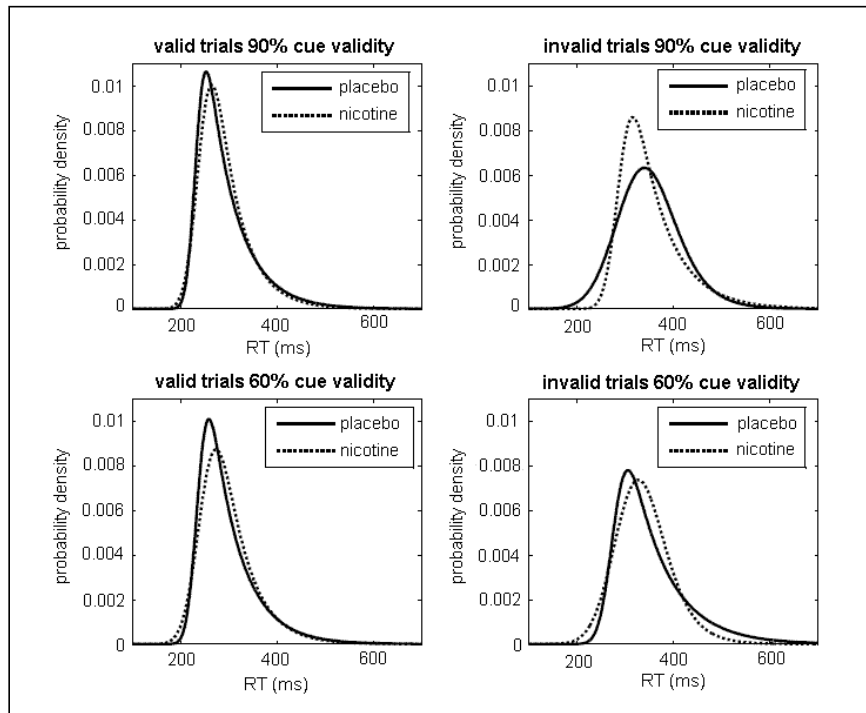 valid trials 90% cue validity
placebo
nicotine
probability density
0.01
0.008
0.006
0.004
0.002
0
200 400 600
RT (ms)
invalid trials 90% cue validity
placebo
nicotine
probability density
0.01
0.008
0.006
0.004
0.002
0
200 400 600
RT (ms)
valid trials 60% cue validity
placebo
nicotine
probability density
0.01
0.008
0.006
0.004
0.002
0
200 400 600
RT (ms)
invalid trials 60% cue validity
placebo
nicotine
probability density
0.01
0.008
0.006
0.004
0.002
0
200 400 600
RT (ms)